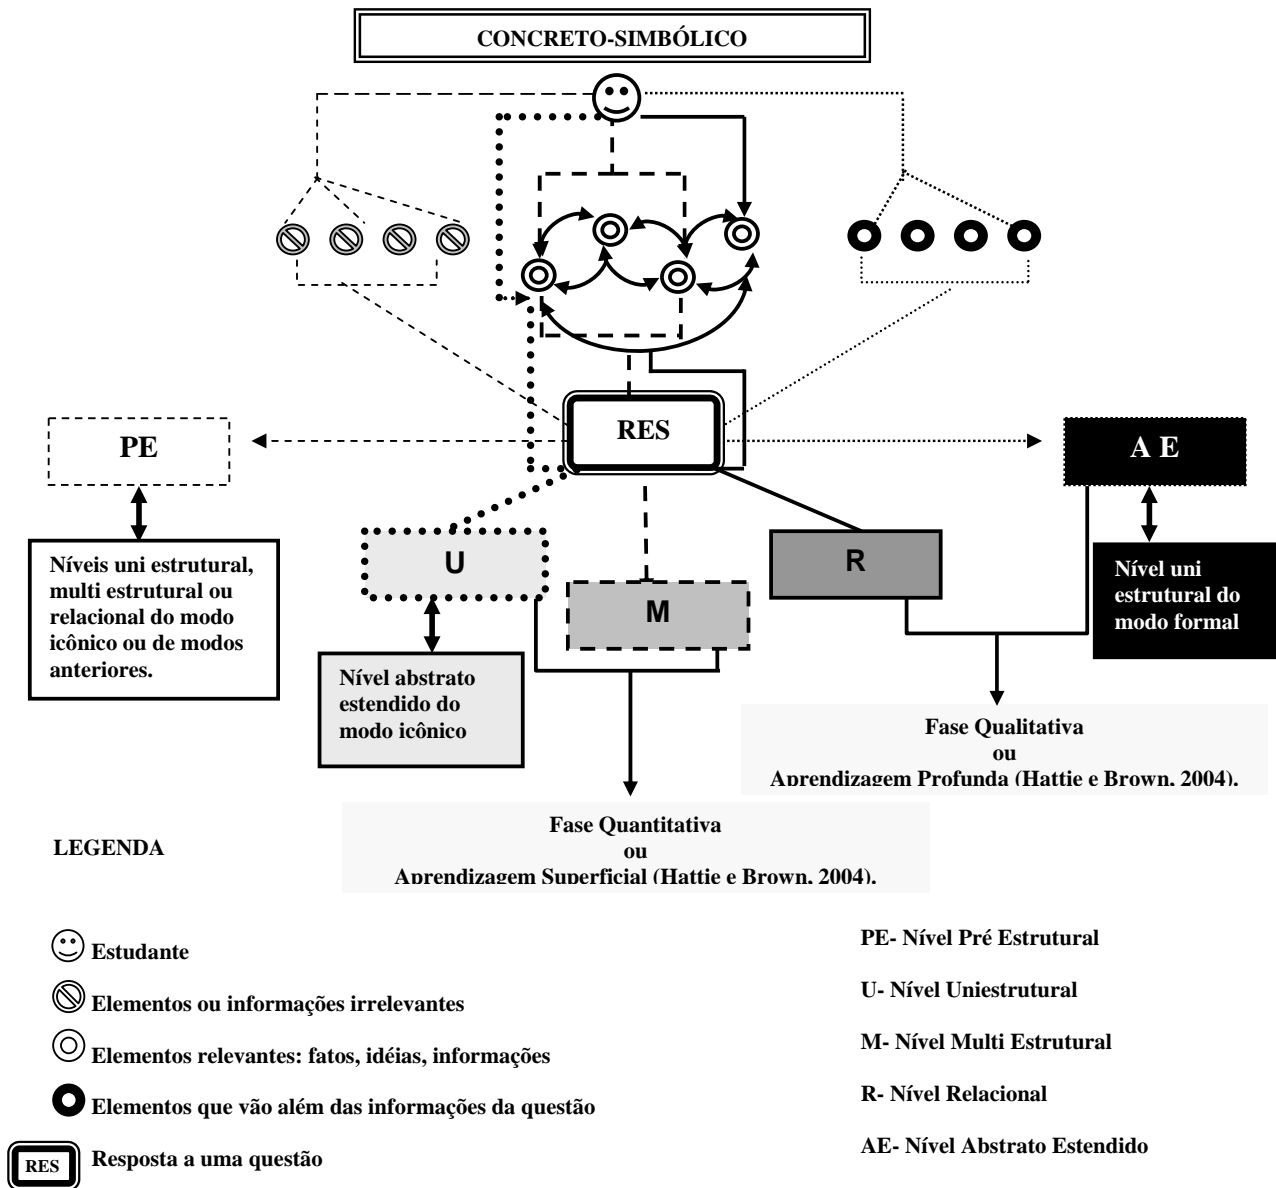 CONCRETO-SIMBÓLICO
RES
PE
A E
U
M
R
Níveis uni estrutural,
multi estrutural ou
relacional do modo
icônico ou de modos
anteriores.
Nível abstrato
estendido do
modo icônico
Nível uni
estrutural do
modo formal
Fase Qualitativa
ou
Aprendizagem Profunda (Hattie e Brown, 2004).
Fase Quantitativa
ou
Aprendizagem Superficial (Hattie e Brown, 2004).
LEGENDA
Estudante
Elementos ou informações irrelevantes
Elementos relevantes: fatos, idéias, informações
Elementos que vão além das informações da questão
RES Resposta a uma questão
PE- Nível Pré Estrutural
U- Nível Uniestrutural
M- Nível Multi Estrutural
R- Nível Relacional
AE- Nível Abstrato Estendido